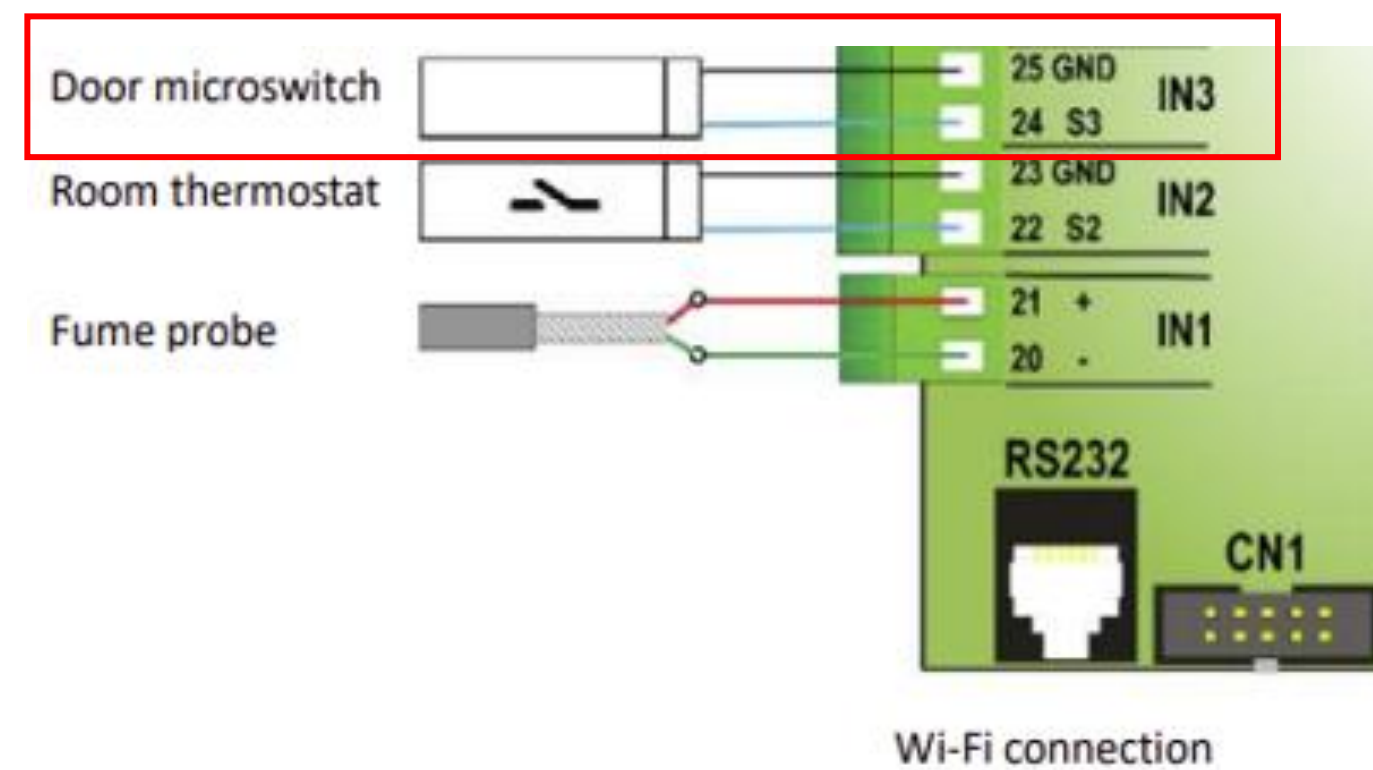 Door microswitch
25 GND
24 S3
IN3
Room thermostat
23 GND
22 S2
IN2
Fume probe
21 +
20 -
IN1
RS232
CN1
Wi-Fi connection